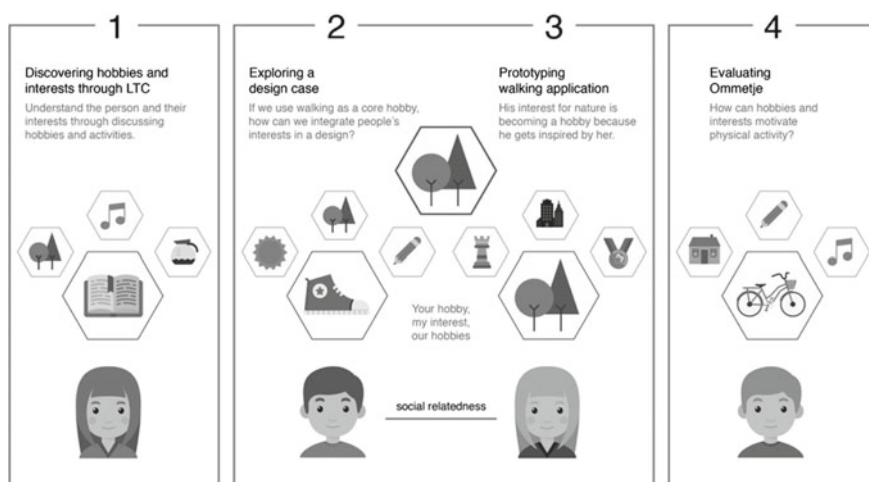 1
Discovering hobbies and
interests through LTC
Understand the person and their
interests through discussing
hobbies and activities.
2
Exploring a
design case
If we use walking as a core hobby,
how can we integrate people's
interests in a design?
3
Prototyping
walking application
His interest for nature is
becoming a hobby because
he gets inspired by her.
Your hobby,
my interest,
our hobbies
social relatedness
4
Evaluating
Ommetje
How can hobbies and
interests motivate
physical activity?